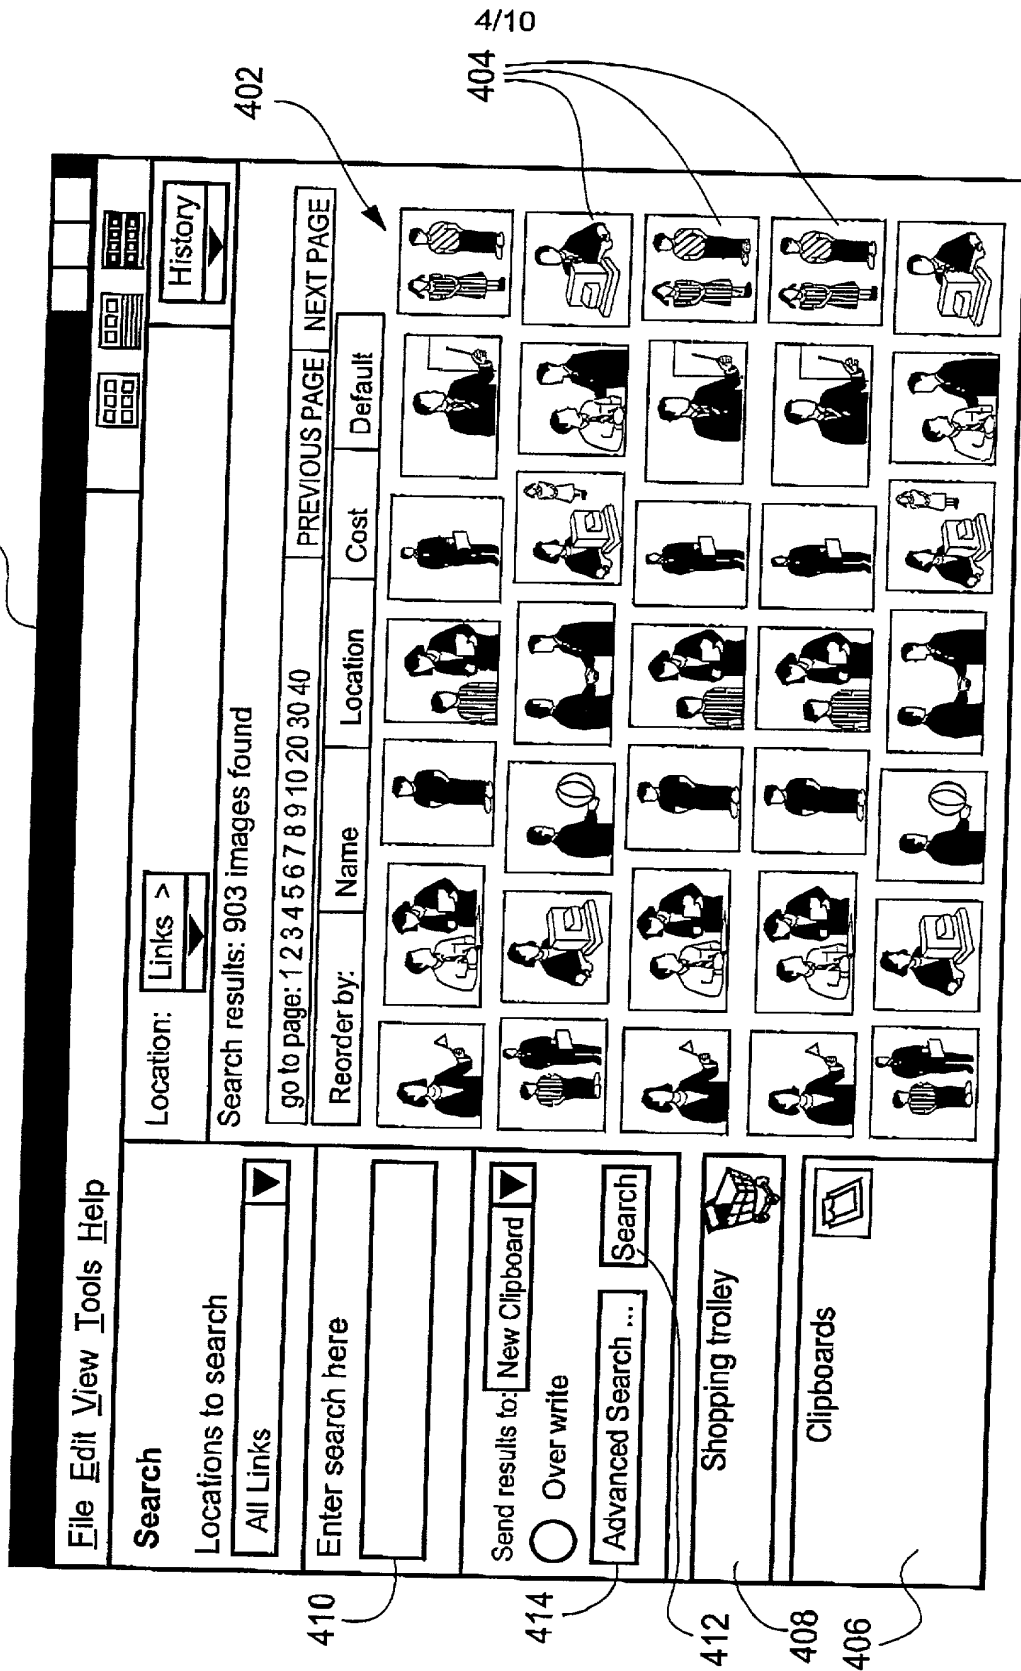 4/10
File Edit View Tools Help
Search
Locations to search
All Links
Enter search here
Send results to: New Clipboard
Over write
Advanced Search ...
Search
Shopping trolley
Clipboards
Location:
Links >
History
Search results: 903 images found
go to page: 1 2 3 4 5 6 7 8 9 10 20 30 40
PREVIOUS PAGE
NEXT PAGE
Reorder by:
Name
Location
Cost
Default
402
404
410
414
412
408
406